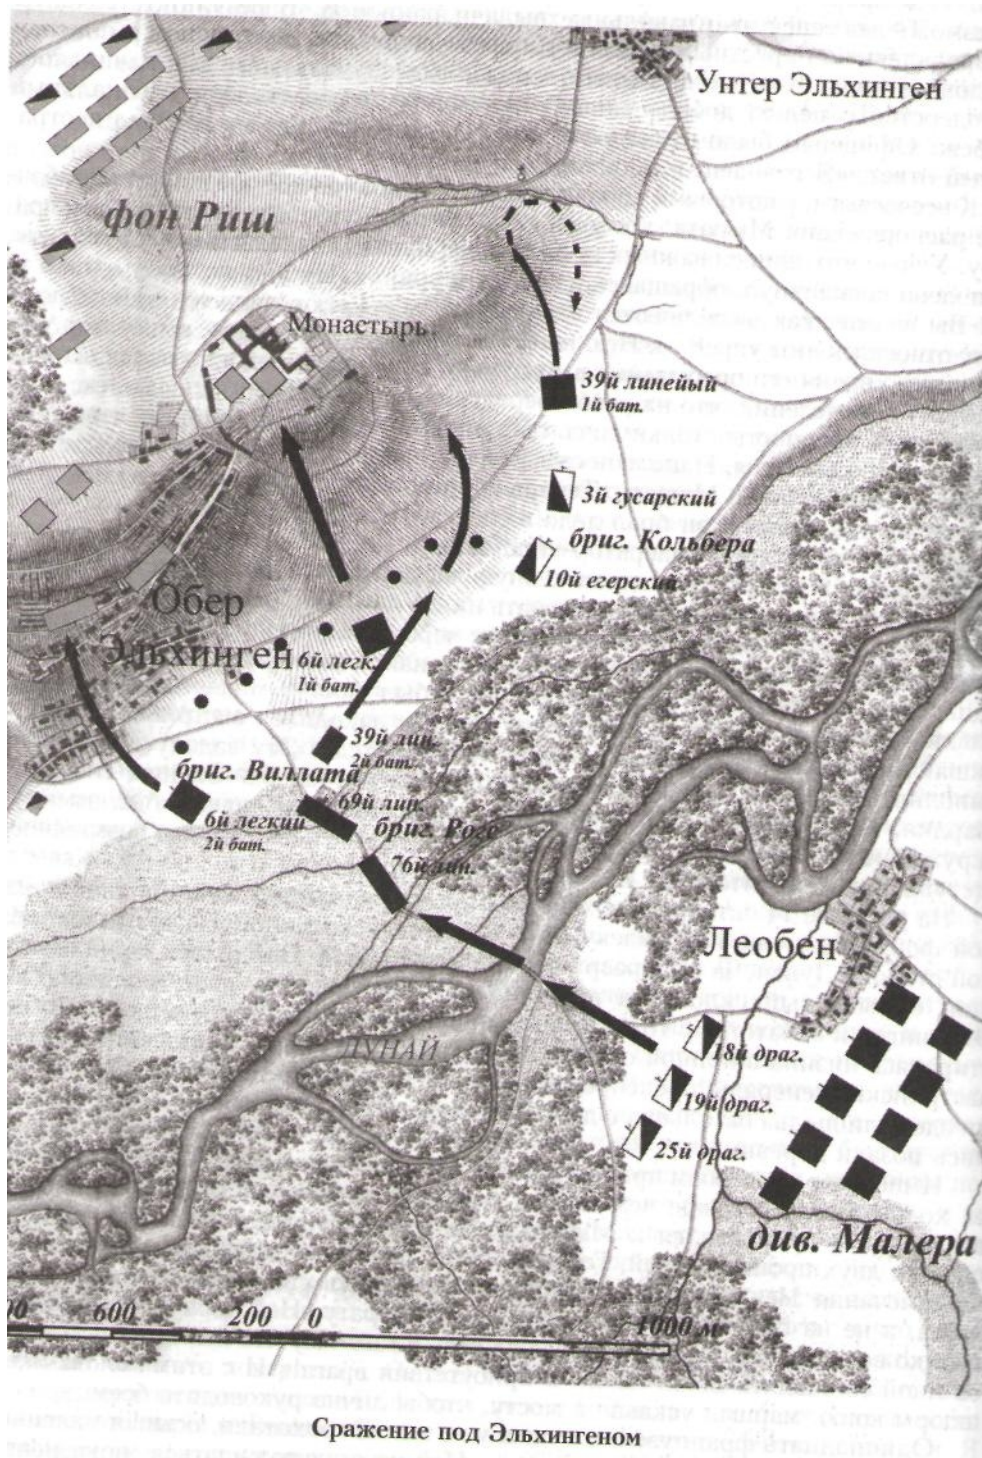 Унтер Эльхинген
фон Риш
Монастырь
39й линейый
1й бат.
3й гусарский
бриг. Кольбера
10й егерский
Обер
Эльхинген
6й легк.
1й бат.
39й лин.
2й бат.
бриг. Виллата
69й лин.
6й легкий
2й бат.
бриг. Роге
76й лин.
Леобен
ДУНАЙ
18й драг.
19й драг.
25й драг.
див. Малера
600 200 0 1000 м
Сражение под Эльхингеном